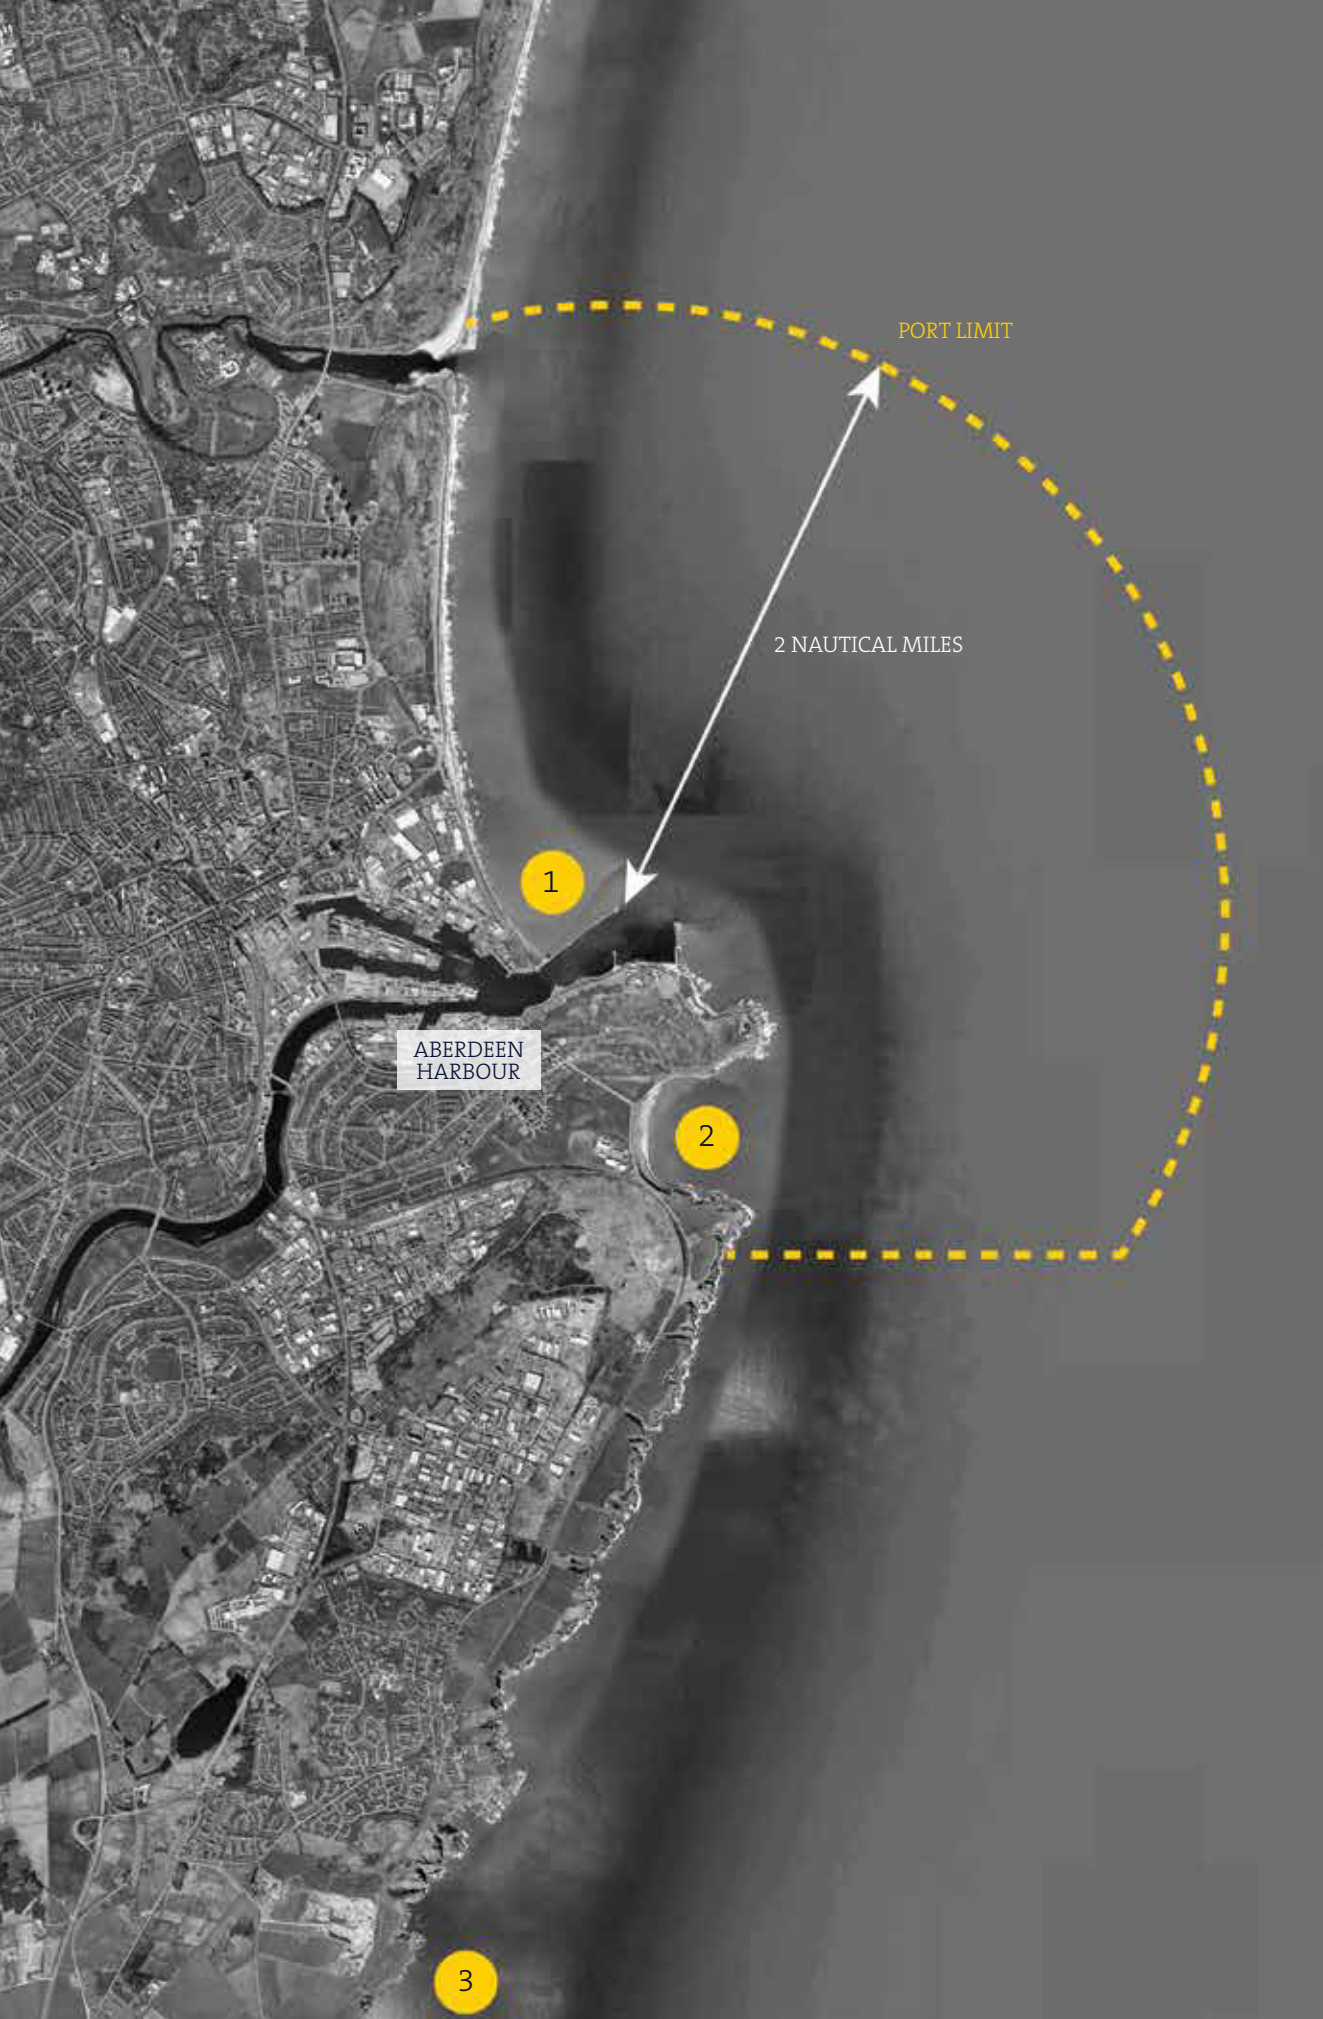 PORT LIMIT
2 NAUTICAL MILES
1
ABERDEEN
HARBOUR
2
3